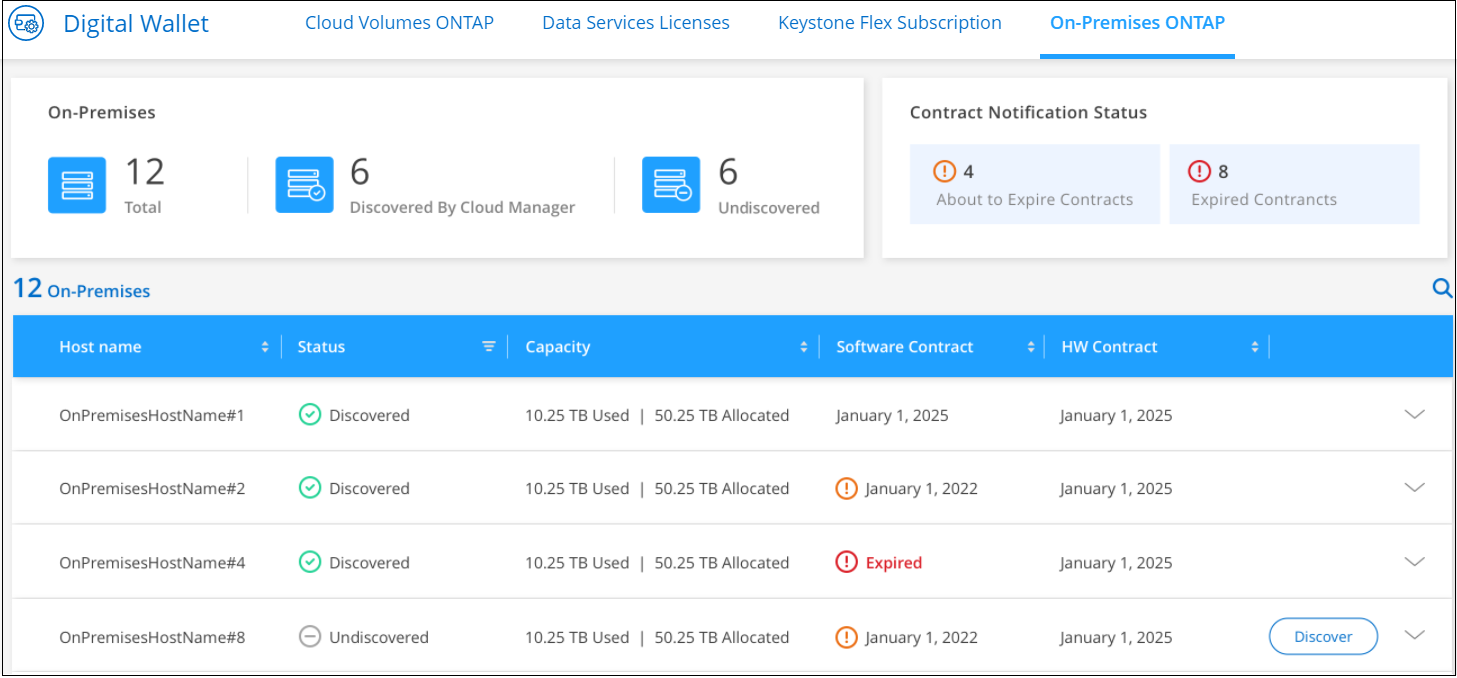 Digital Wallet Cloud Volumes ONTAP Data Services Licenses Keystone Flex Subscription On-Premises ONTAP
On-Premises
12
Total
6
Discovered By Cloud Manager
6
Undiscovered
Contract Notification Status
4
About to Expire Contracts
8
Expired Contrancts
12 On-Premises
Host name Status Capacity Software Contract HW Contract
OnPremisesHostName#1 Discovered 10.25 TB Used | 50.25 TB Allocated January 1, 2025 January 1, 2025
OnPremisesHostName#2 Discovered 10.25 TB Used | 50.25 TB Allocated January 1, 2022 January 1, 2025
OnPremisesHostName#4 Discovered 10.25 TB Used | 50.25 TB Allocated Expired January 1, 2025
OnPremisesHostName#8 Undiscovered 10.25 TB Used | 50.25 TB Allocated January 1, 2022 January 1, 2025 Discover